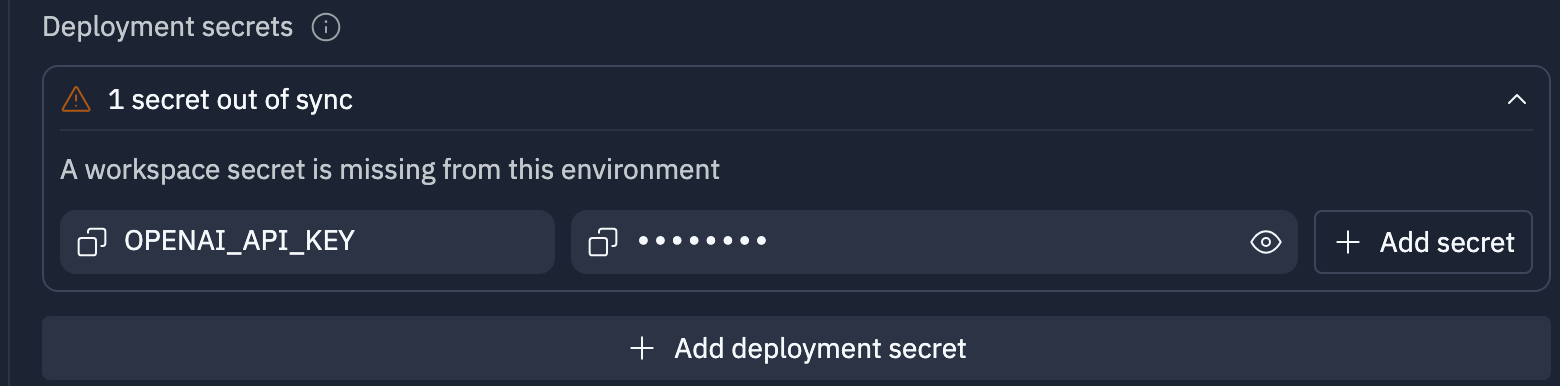 Deployment secrets
1 secret out of sync
A workspace secret is missing from this environment
OPENAI_API_KEY •••••••• + Add secret
+ Add deployment secret